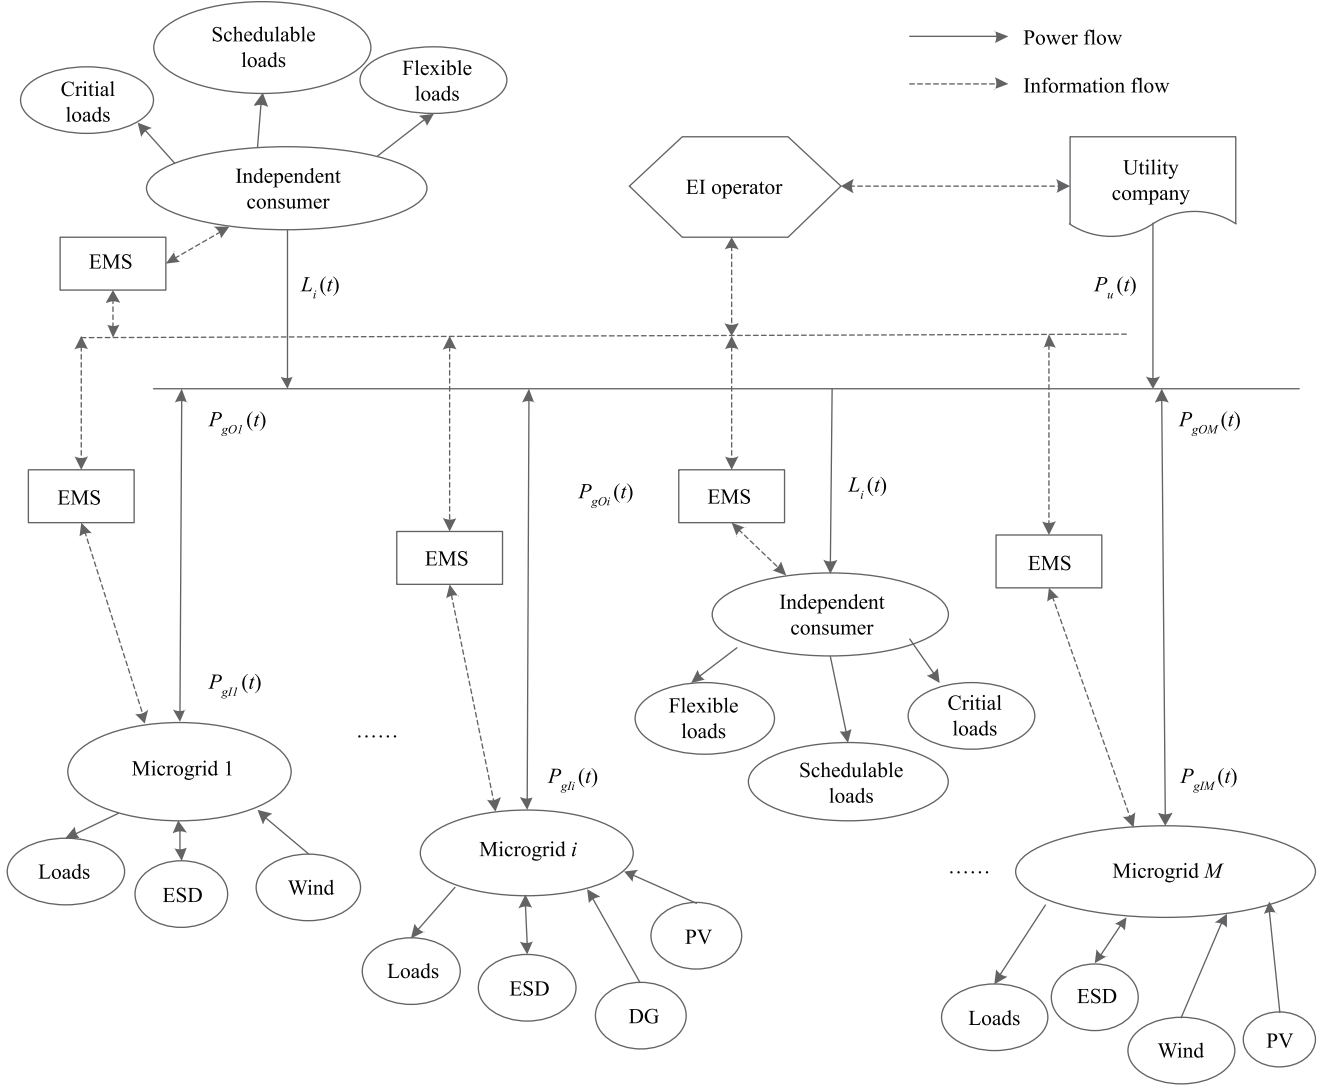 Schedulable
loads
Flexible
loads
Critial
loads
Power flow
Information flow
Independent
consumer
EI operator
Utility
company
EMS
L_i(t)
P_u(t)
P_gO1(t)
P_gOM(t)
EMS
P_gOi(t)
EMS
L_i(t)
EMS
EMS
Independent
consumer
P_gI1(t)
Flexible
loads
Critial
loads
Microgrid 1
......
P_gIi(t)
Schedulable
loads
P_gIM(t)
Loads
ESD
Wind
Microgrid i
......
Microgrid M
Loads
ESD
DG
PV
Loads
ESD
Wind
PV